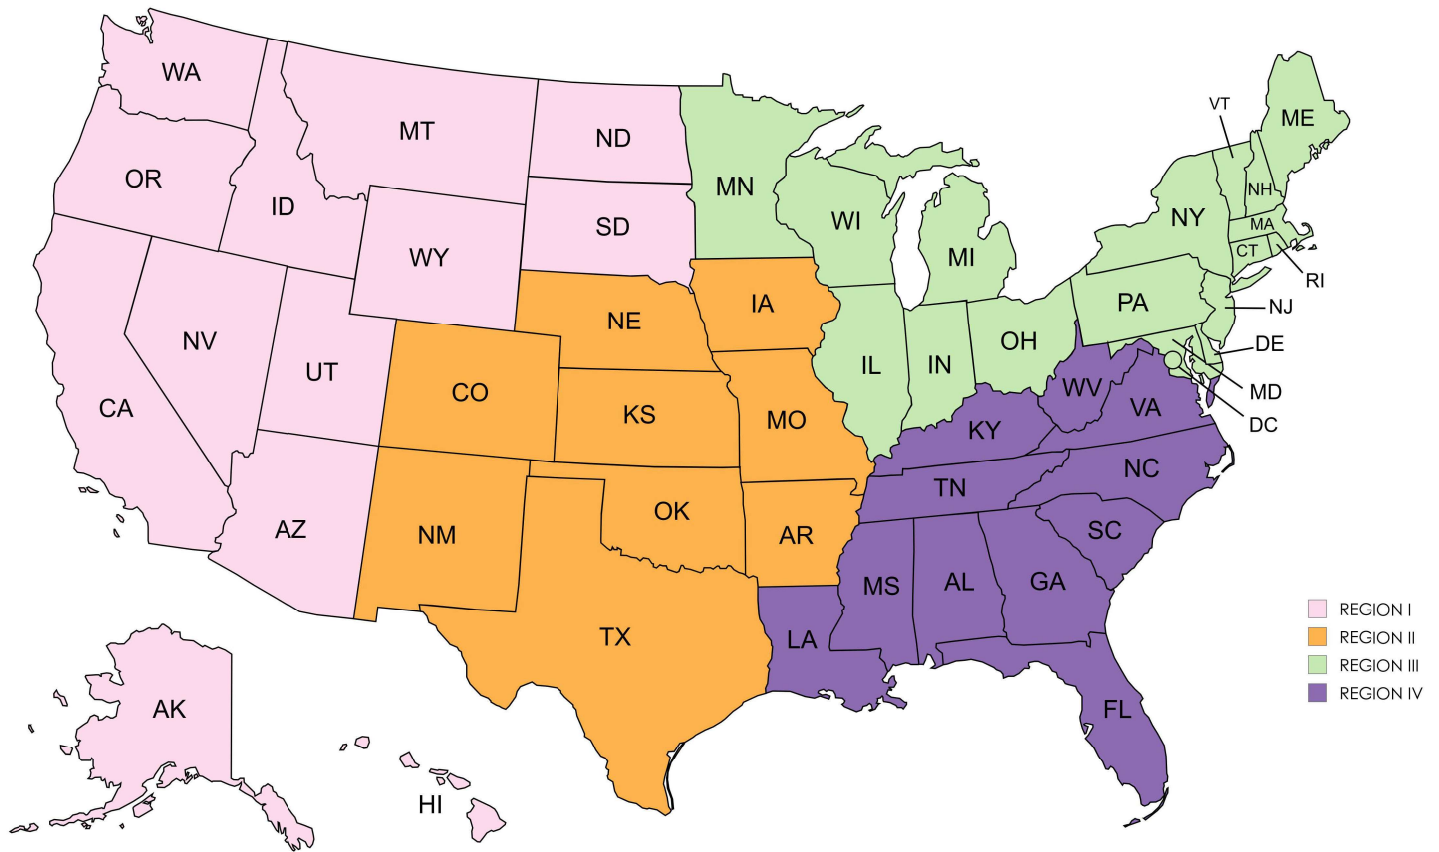 WA
MT
ND
MN
VT
ME
OR
ID
SD
WI
NH
NY
MA
WY
MI
CT
RI
IA
PA
NJ
NE
NV
OH
DE
UT
IL
IN
CO
MD
WV
CA
KS
MO
VA
DC
KY
NC
TN
OK
AZ
NM
AR
SC
MS
AL
GA
TX
LA
REGION I
REGION II
REGION III
REGION IV
AK
FL
HI